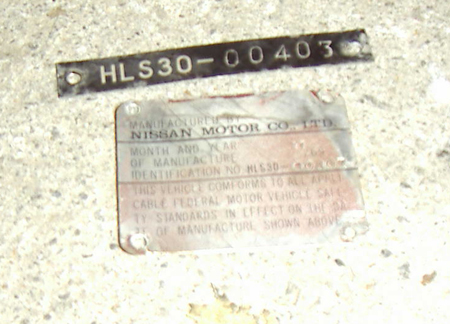 HLS30-00403
MANUFACTURED BY
NISSAN MOTOR CO., LTD.
MONTH AND YEAR
OF MANUFACTURE
IDENTIFICATION NO. HLS30-
THIS VEHICLE CONFORMS TO ALL APPLI-
CABLE FEDERAL MOTOR VEHICLE SAFE-
TY STANDARDS IN EFFECT ON THE DA-
TE OF MANUFACTURE SHOWN ABOVE